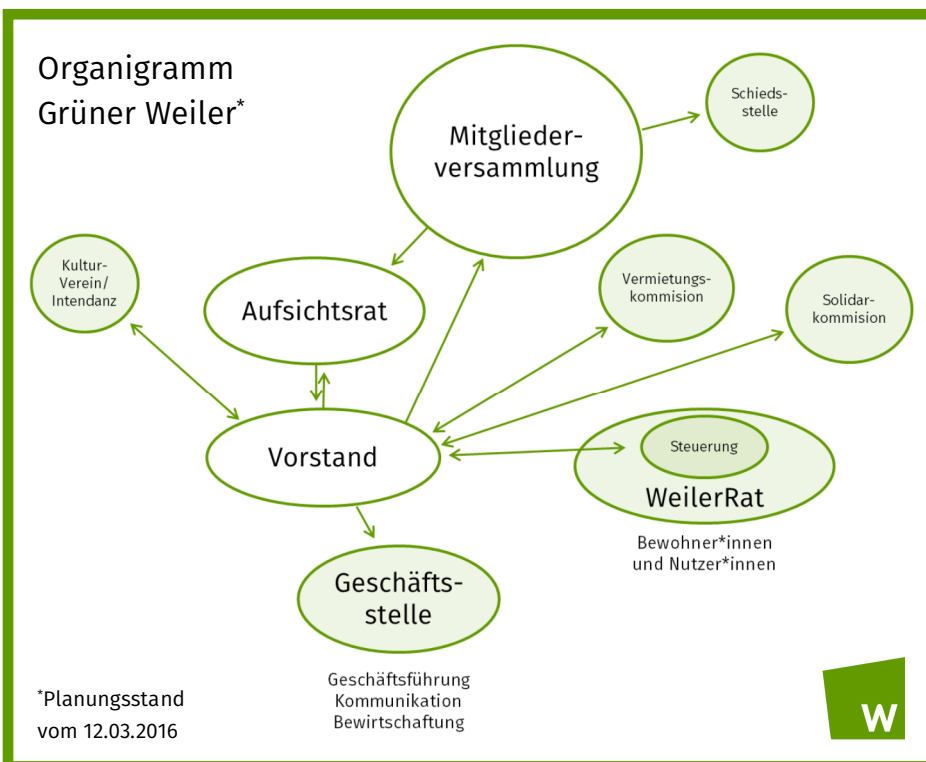 Organigramm
Grüner Weiler*
Mitglieder-
versammlung
Schieds-
stelle
Kultur-
Verein/
Intendanz
Aufsichtsrat
Vermietungs-
kommision
Solidar-
kommision
Vorstand
Steuerung
WeilerRat
Bewohner*innen
und Nutzer*innen
Geschäfts-
stelle
Geschäftsführung
Kommunikation
Bewirtschaftung
*Planungsstand
vom 12.03.2016
W